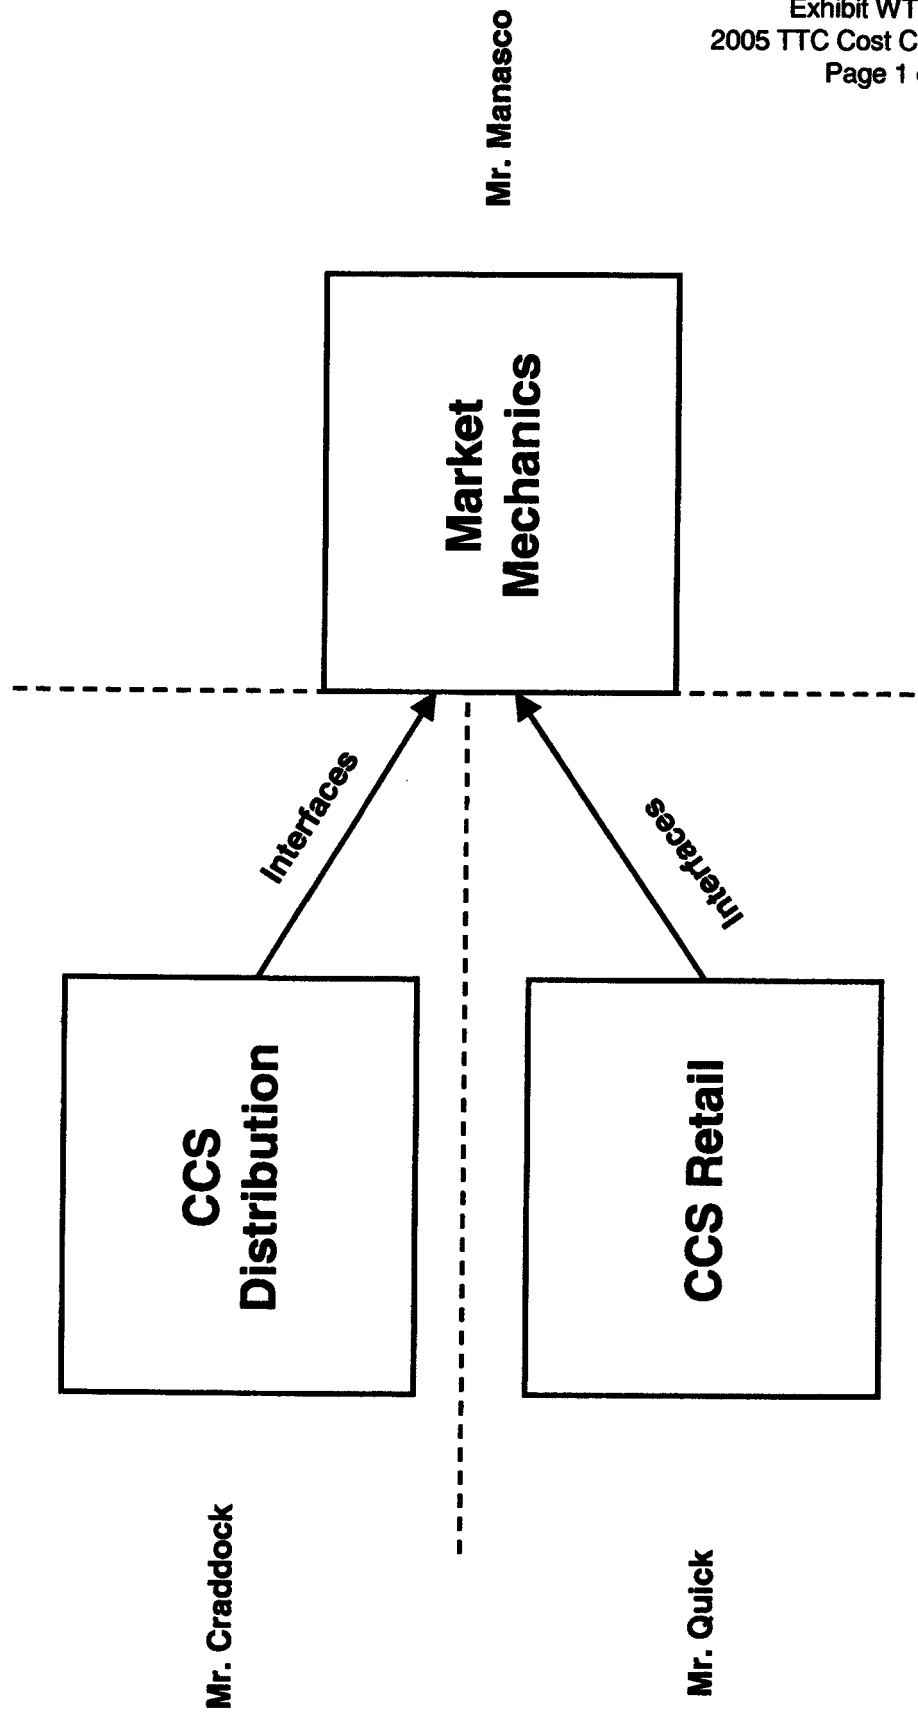 Exhibit WT
2005 TTC Cost C
Page 1
Mr. Craddock
CCS
Distribution
Interfaces
Market
Mechanics
Mr. Manasco
Mr. Quick
CCS Retail
Interfaces